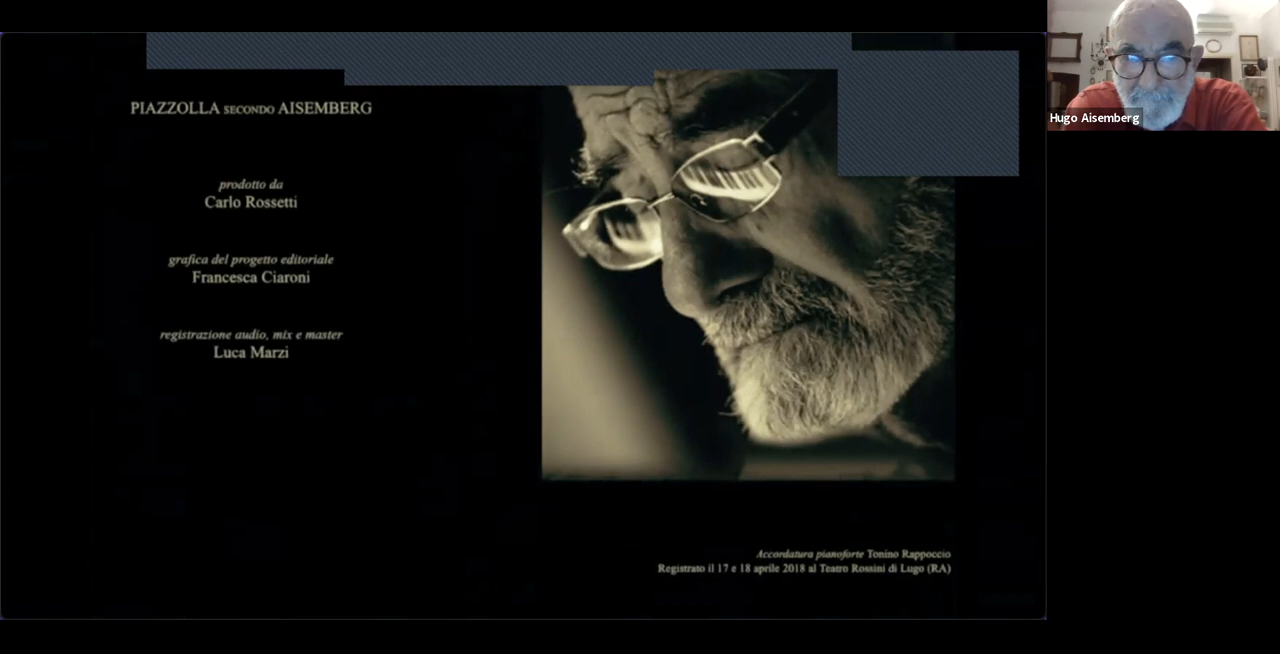 PIAZZOLLA SECONDO AISEMBERG
prodotto da
Carlo Rossetti
grafica del progetto editoriale
Francesca Ciaroni
registrazione audio, mix e master
Luca Marzi
Accordatura pianoforte Tonino Rappoccio
Registrato il 17 e 18 aprile 2018 al Teatro Rossini di Lugo (RA)
Hugo Aisemberg